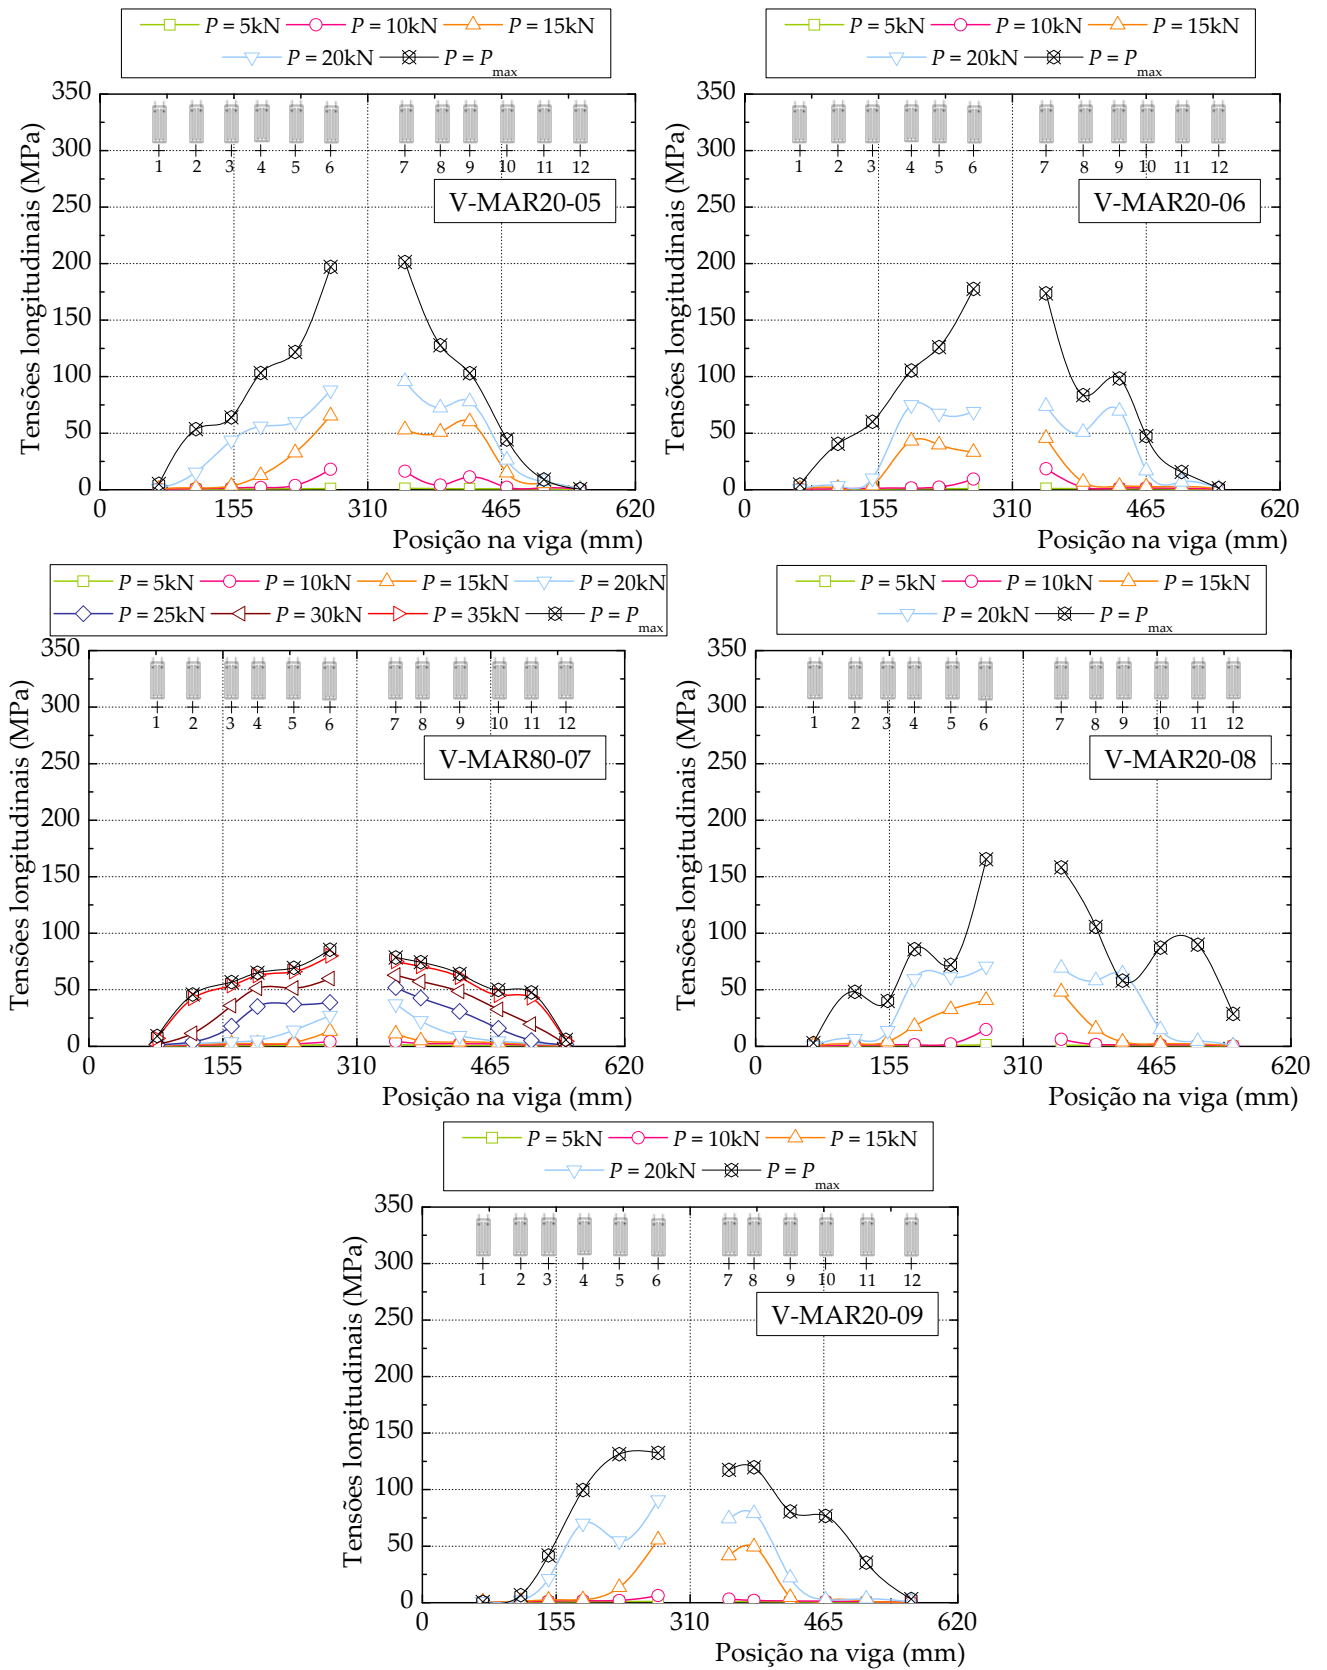 P = 5kN P = 10kN P = 15kN
P = 20kN P = Pmax
350
300
250
200
150
100
50
0
Tensões longitudinais (MPa)
1 2 3 4 5 6 7 8 9 10 11 12
V-MAR20-05
0 155 310 465 620
Posição na viga (mm)
P = 5kN P = 10kN P = 15kN
P = 20kN P = Pmax
350
300
250
200
150
100
50
0
Tensões longitudinais (MPa)
1 2 3 4 5 6 7 8 9 10 11 12
V-MAR20-06
0 155 310 465 620
Posição na viga (mm)
P = 5kN P = 10kN P = 15kN P = 20kN
P = 25kN P = 30kN P = 35kN P = Pmax
350
300
250
200
150
100
50
0
Tensões longitudinais (MPa)
1 2 3 4 5 6 7 8 9 10 11 12
V-MAR80-07
0 155 310 465 620
Posição na viga (mm)
P = 5kN P = 10kN P = 15kN
P = 20kN P = Pmax
350
300
250
200
150
100
50
0
Tensões longitudinais (MPa)
1 2 3 4 5 6 7 8 9 10 11 12
V-MAR20-08
0 155 310 465 620
Posição na viga (mm)
P = 5kN P = 10kN P = 15kN
P = 20kN P = Pmax
350
300
250
200
150
100
50
0
Tensões longitudinais (MPa)
1 2 3 4 5 6 7 8 9 10 11 12
V-MAR20-09
0 155 310 465 620
Posição na viga (mm)